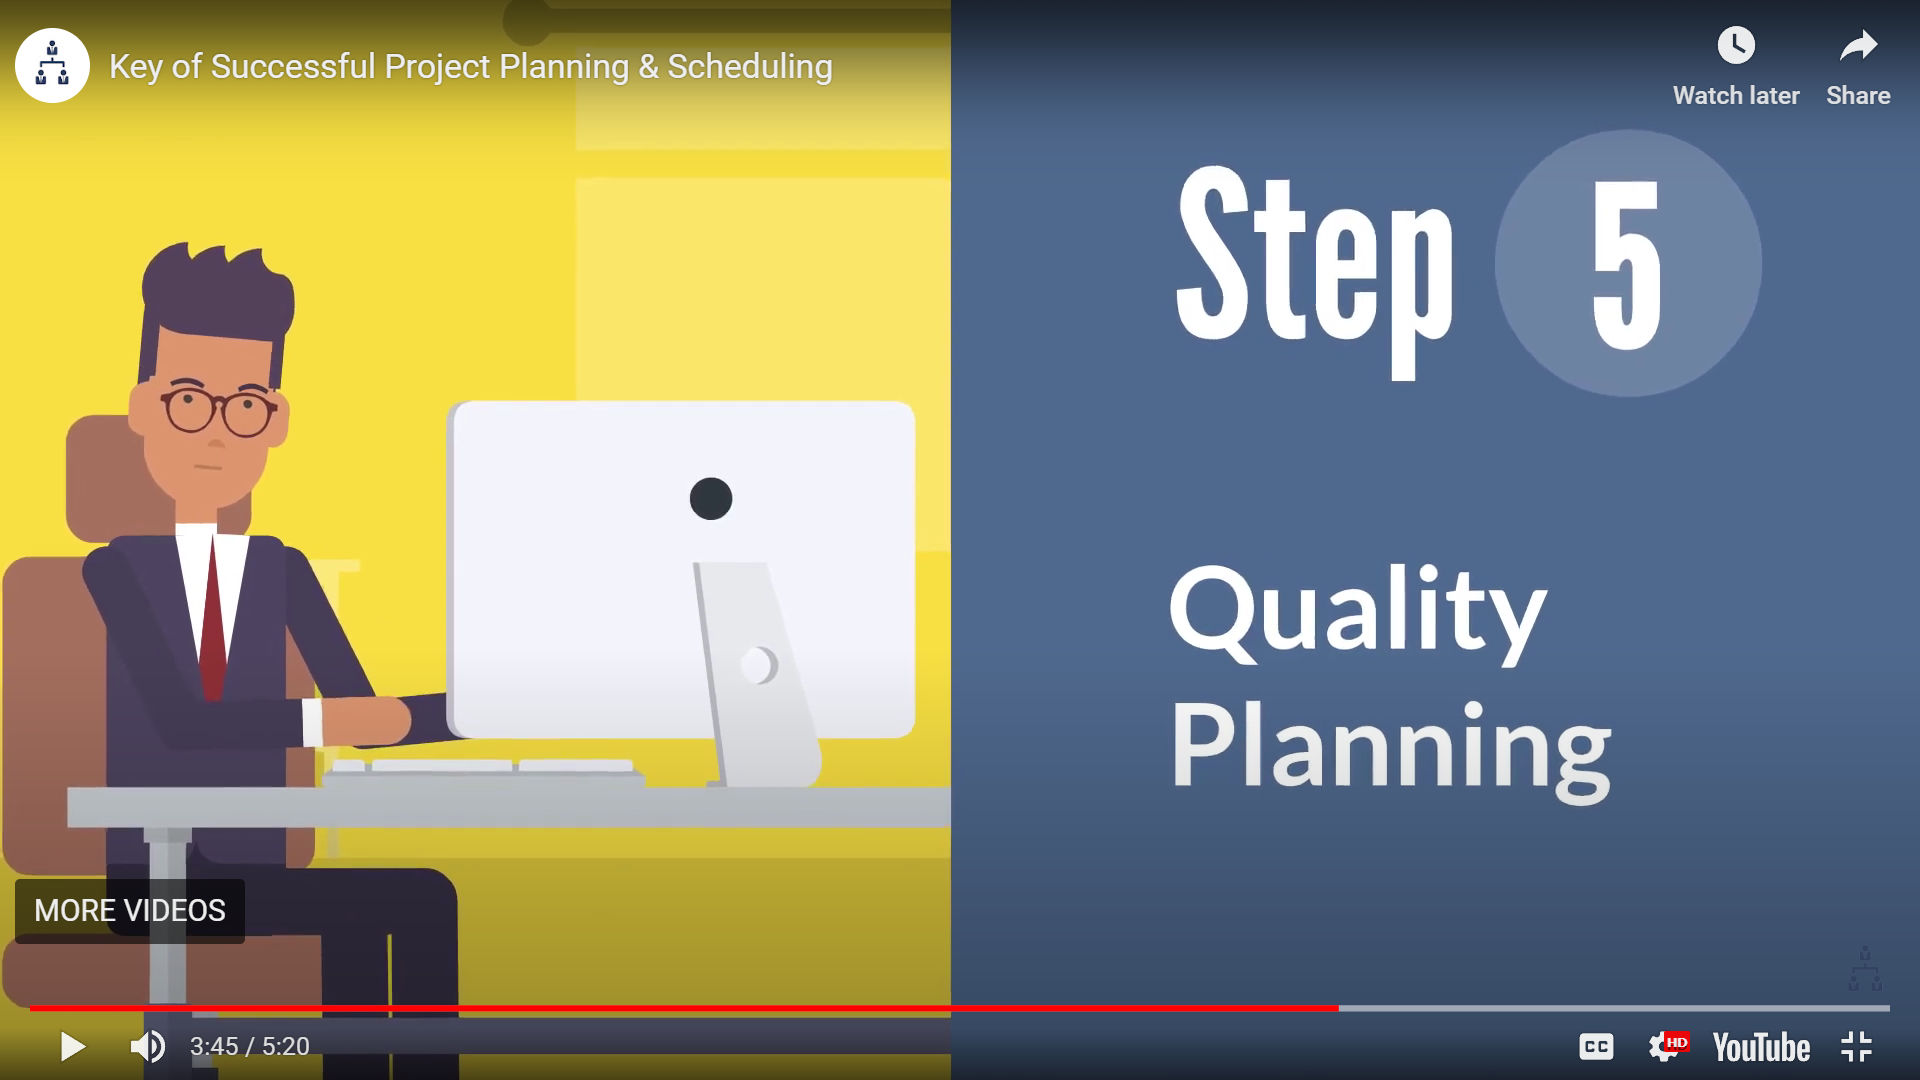 Key of Successful Project Planning & Scheduling
Watch later
Share
Step 5
Quality
Planning
MORE VIDEOS
3:45 / 5:20
CC
HD
YouTube